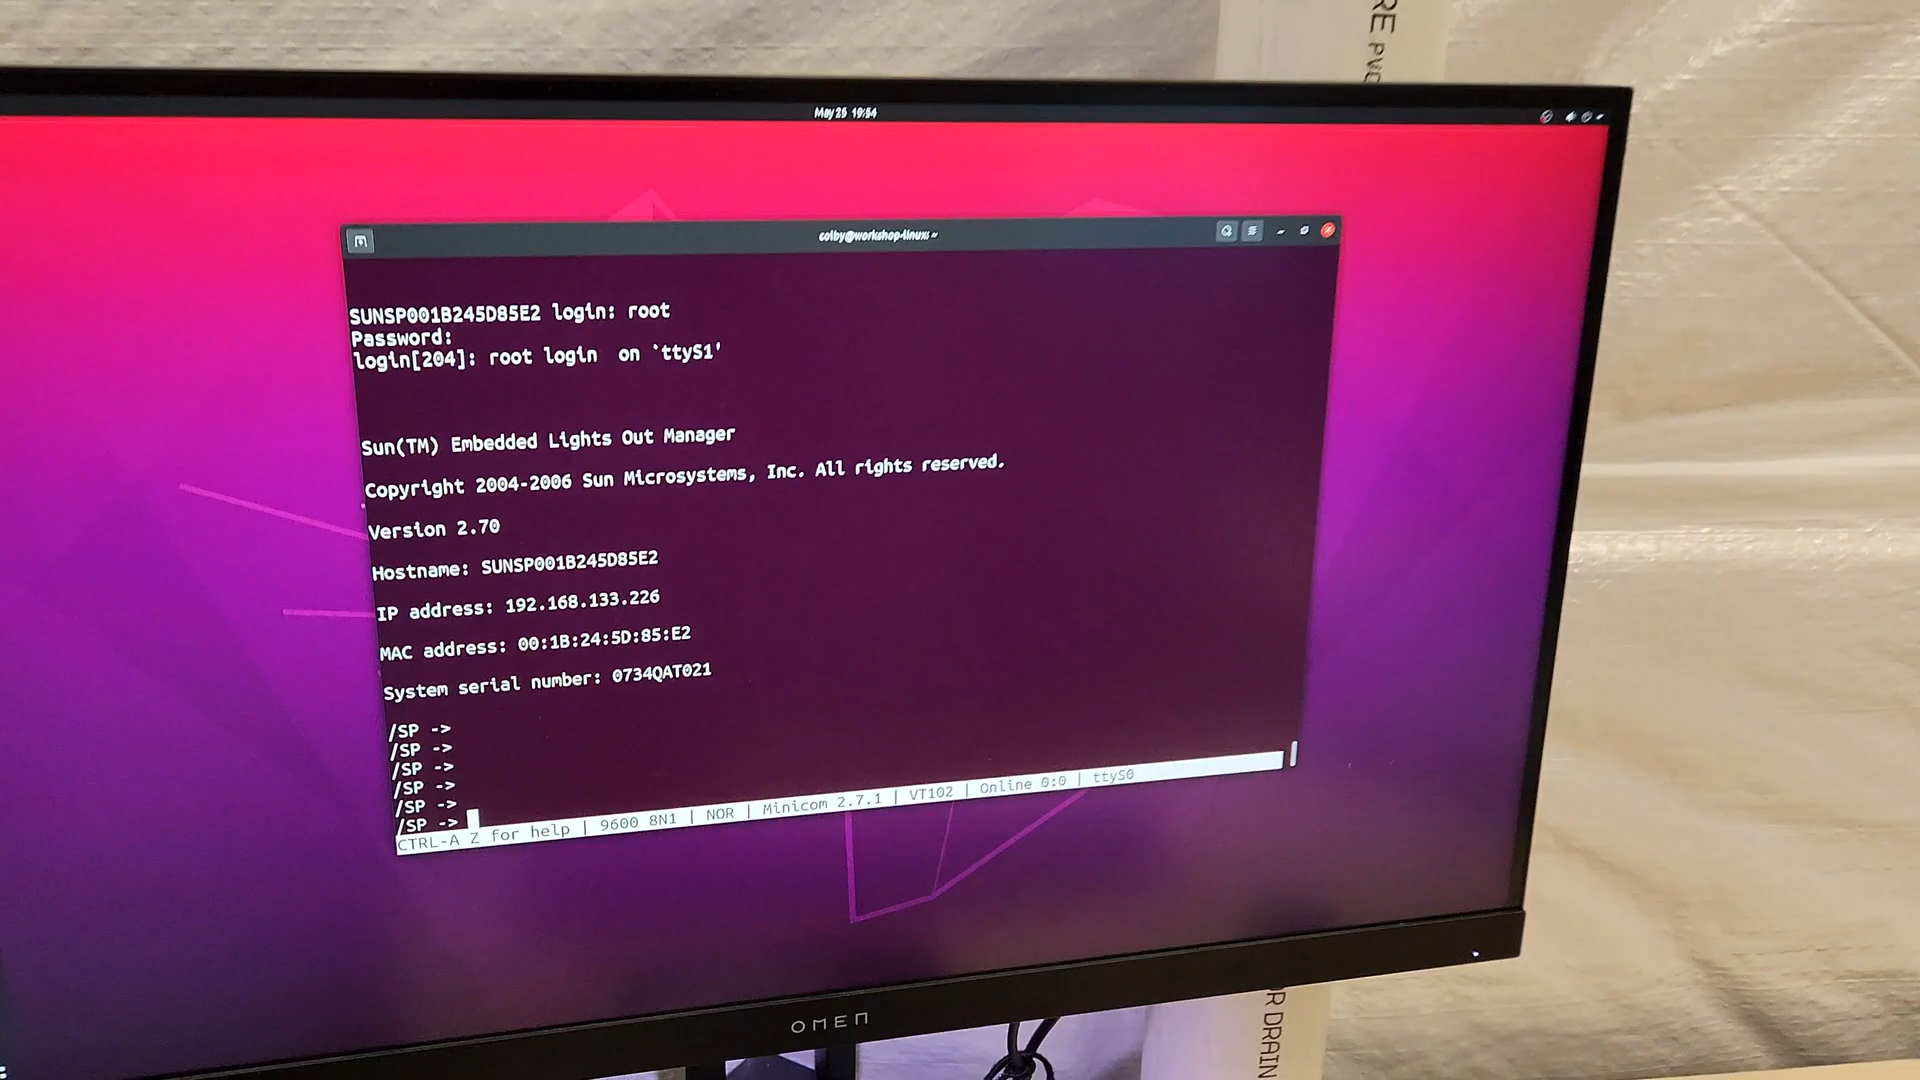 RE PVC
May 25 19:54
colby@workshop-linux: ~
SUNSP001B245D85E2 login: root
Password:
login[204]: root login  on `ttyS1'
Sun(TM) Embedded Lights Out Manager
Copyright 2004-2006 Sun Microsystems, Inc. All rights reserved.
Version 2.70
Hostname: SUNSP001B245D85E2
IP address: 192.168.133.226
MAC address: 00:1B:24:5D:85:E2
System serial number: 0734QAT021
/SP ->
/SP ->
/SP ->
/SP ->
/SP ->
/SP ->
CTRL-A Z for help | 9600 8N1 | NOR | Minicom 2.7.1 | VT102 | Online 0:0 | ttyS0
OMEN
OR DRAIN